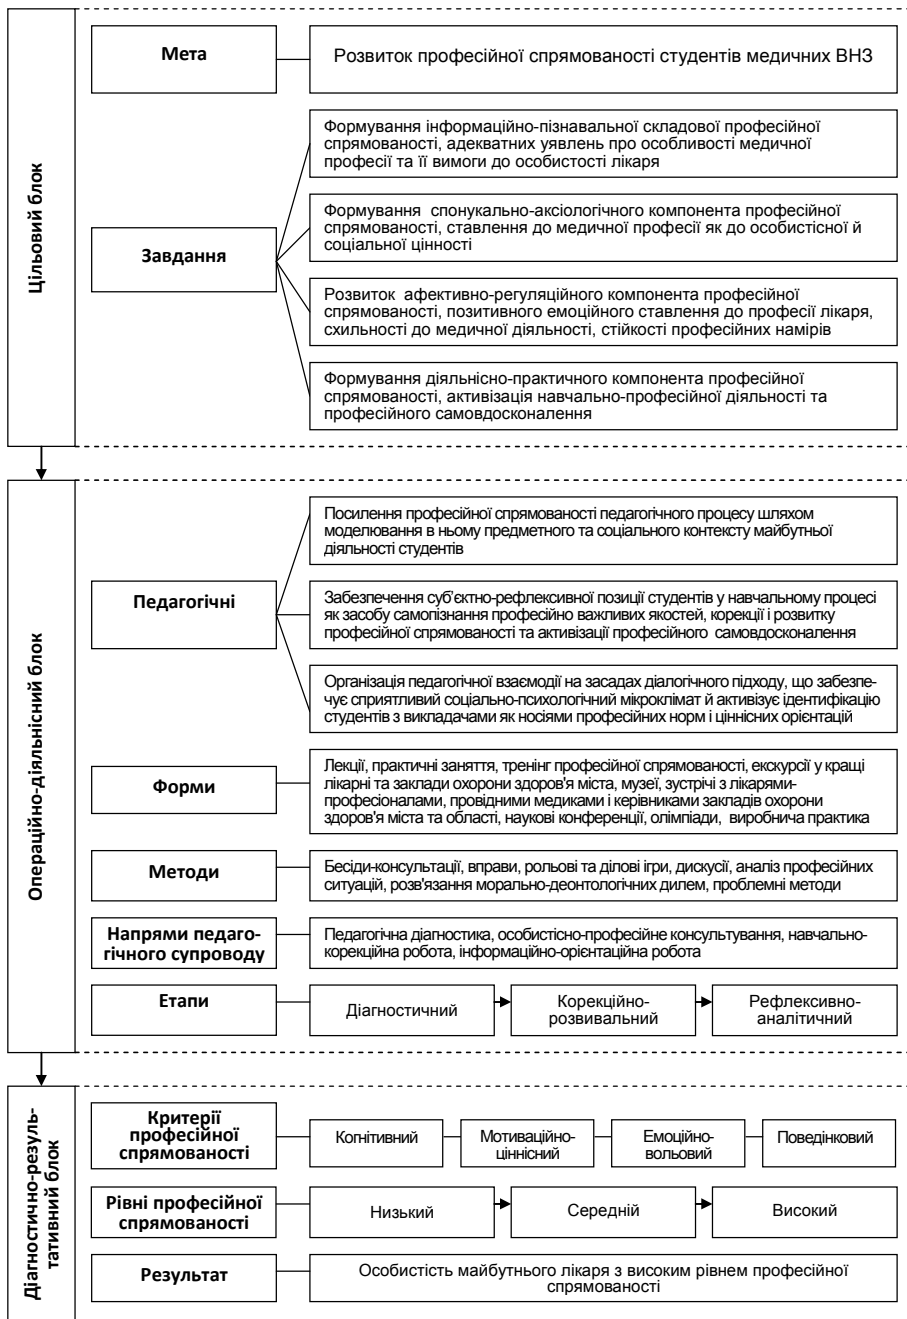 Цільовий блок
Мета
Розвиток професійної спрямованості студентів медичних ВНЗ
Завдання
Формування інформаційно-пізнавальної складової професійної
спрямованості, адекватних уявлень про особливості медичної
професії та її вимоги до особистості лікаря
Формування спонукально-аксіологічного компонента професійної
спрямованості, ставлення до медичної професії як до особистісної й
соціальної цінності
Розвиток афективно-регуляційного компонента професійної
спрямованості, позитивного емоційного ставлення до професії лікаря,
схильності до медичної діяльності, стійкості професійних намірів
Формування діяльнісно-практичного компонента професійної
спрямованості, активізація навчально-професійної діяльності та
професійного самовдосконалення
Операційно-діяльнісний блок
Педагогічні
Посилення професійної спрямованості педагогічного процесу шляхом
моделювання в ньому предметного та соціального контексту майбутньої
діяльності студентів
Забезпечення суб'єктно-рефлексивної позиції студентів у навчальному процесі
як засобу самопізнання професійно важливих якостей, корекції і розвитку
професійної спрямованості та активізації професійного самовдосконалення
Організація педагогічної взаємодії на засадах діалогічного підходу, що забезпе-
чує сприятливий соціально-психологічний мікроклімат й активізує ідентифікацію
студентів з викладачами як носіями професійних норм і ціннісних орієнтацій
Форми
Лекції, практичні заняття, тренінг професійної спрямованості, екскурсії у кращі
лікарні та заклади охорони здоров'я міста, музеї, зустрічі з лікарями-
професіоналами, провідними медиками і керівниками закладів охорони
здоров'я міста та області, наукові конференції, олімпіади, виробнича практика
Методи
Бесіди-консультації, вправи, рольові та ділові ігри, дискусії, аналіз професійних
ситуацій, розв'язання морально-деонтологічних дилем, проблемні методи
Напрями педаго-
гічного супроводу
Педагогічна діагностика, особистісно-професійне консультування, навчально-
корекційна робота, інформаційно-орієнтаційна робота
Етапи
Діагностичний
Корекційно-
розвивальний
Рефлексивно-
аналітичний
Діагностично-резуль-
тативний блок
Критерії
професійної
спрямованості
Когнітивний
Мотиваційно-
ціннісний
Емоційно-
вольовий
Поведінковий
Рівні професійної
спрямованості
Низький
Середній
Високий
Результат
Особистість майбутнього лікаря з високим рівнем професійної
спрямованості